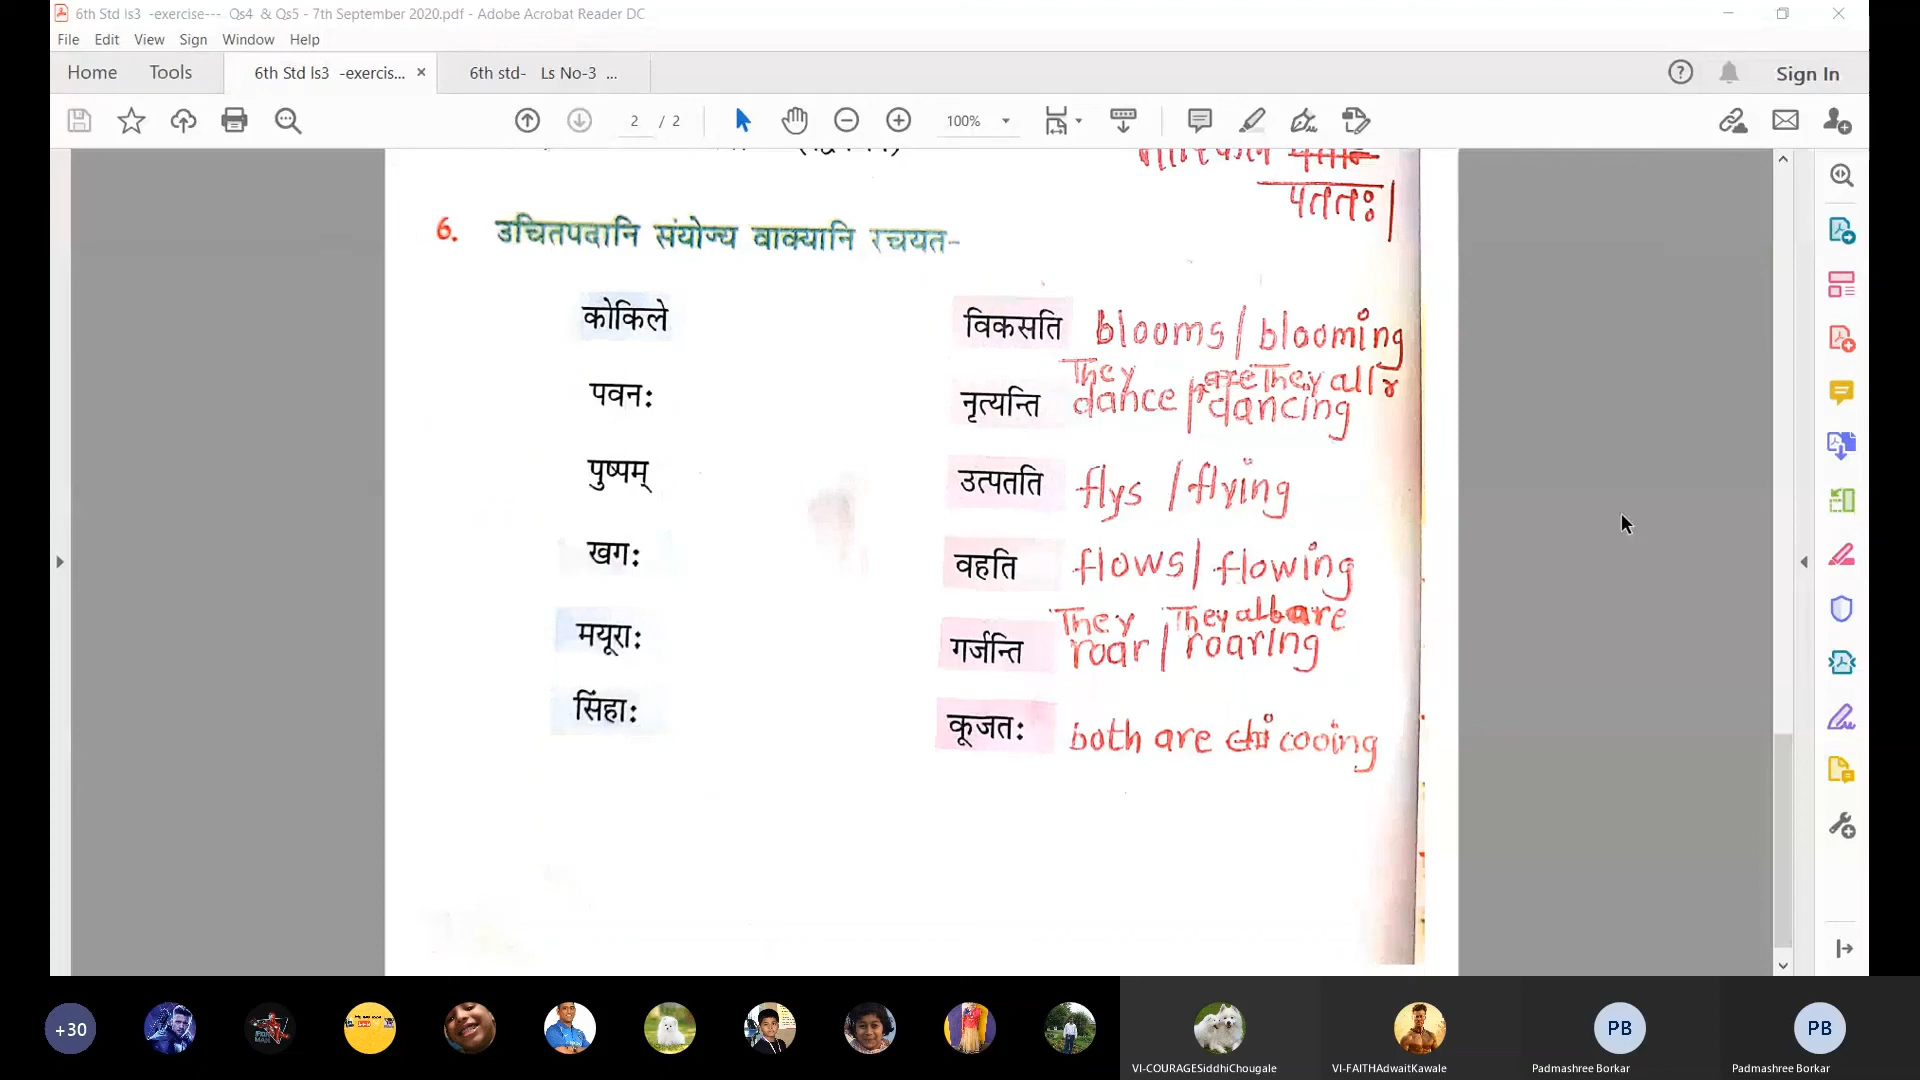 6th Std ls3 -exercise--- Qs4 & Qs5 - 7th September 2020.pdf - Adobe Acrobat Reader DC
File Edit View Sign Window Help
Home Tools 6th Std ls3 -exercis... × 6th std- Ls No-3 ...
Sign In
2 / 2 100%
पततः|
6. उचितपदानि संयोज्य वाक्यानि रचयत-
कोकिले विकसति blooms / blooming
They are They all
पवनः नृत्यन्ति dance / dancing
पुष्पम् उत्पतति flys / flying
खगः वहति flows / flowing
They They all are
मयूराः गर्जन्ति roar / roaring
सिंहाः कूजतः both are chi cooing
+30
VI-COURAGESiddhiChougale VI-FAITHAdwaitKawale PB Padmashree Borkar PB Padmashree Borkar